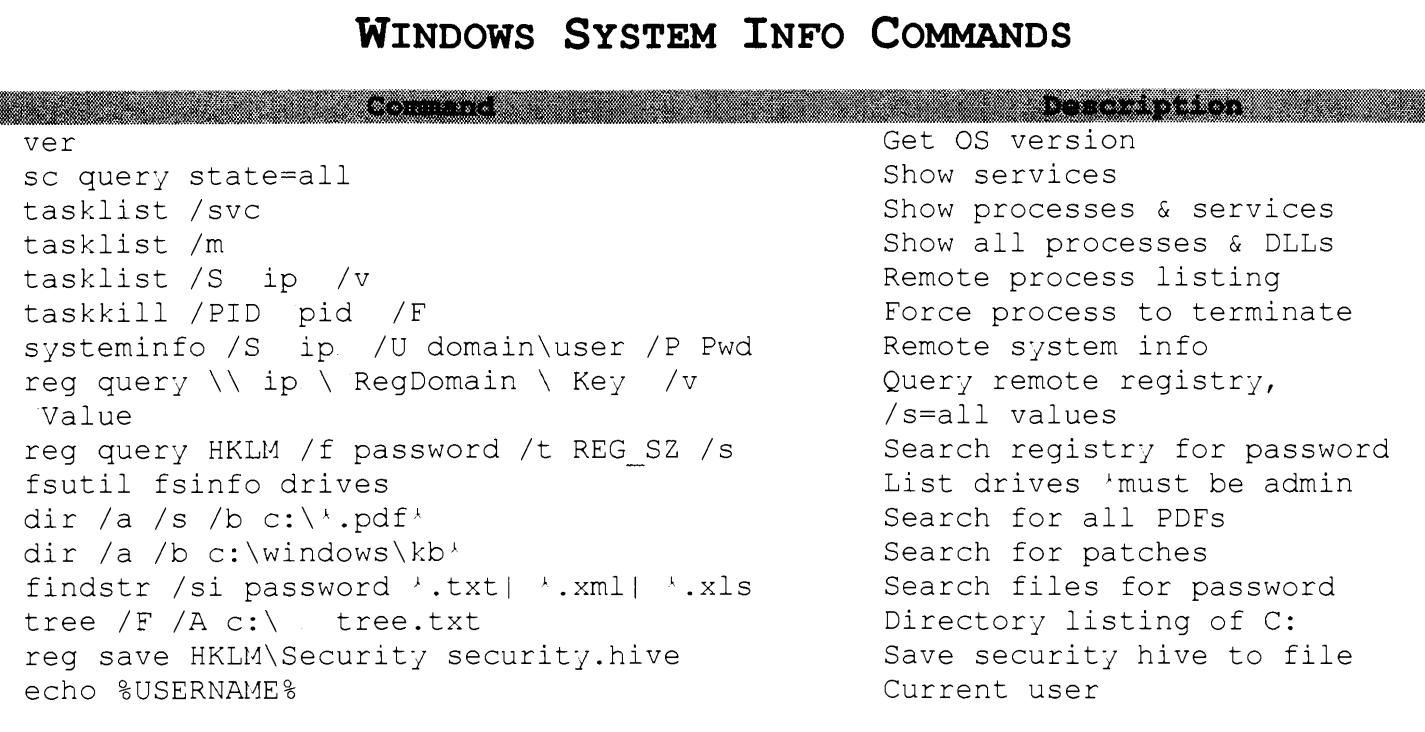 WINDOWS SYSTEM INFO COMMANDS
Command Description
ver Get OS version
sc query state=all Show services
tasklist /svc Show processes & services
tasklist /m Show all processes & DLLs
tasklist /S ip /v Remote process listing
taskkill /PID pid /F Force process to terminate
systeminfo /S ip /U domain\user /P Pwd Remote system info
reg query \\ ip \ RegDomain \ Key /v Query remote registry,
Value /s=all values
reg query HKLM /f password /t REG_SZ /s Search registry for password
fsutil fsinfo drives List drives *must be admin
dir /a /s /b c:\*.pdf* Search for all PDFs
dir /a /b c:\windows\kb* Search for patches
findstr /si password *.txt| *.xml| *.xls Search files for password
tree /F /A c:\ tree.txt Directory listing of C:
reg save HKLM\Security security.hive Save security hive to file
echo %USERNAME% Current user